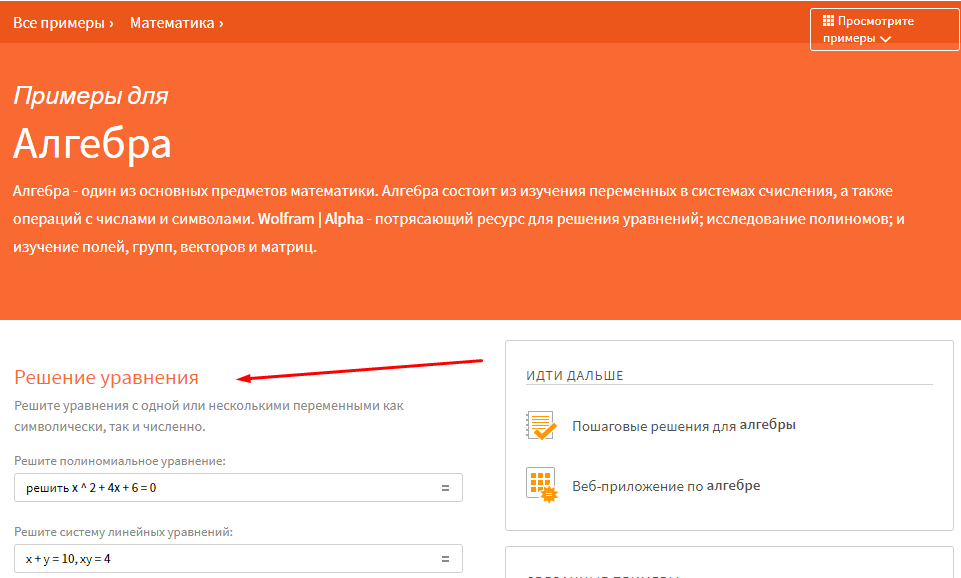 Все примеры › Математика ›
Просмотрите
примеры
Примеры для
Алгебра
Алгебра - один из основных предметов математики. Алгебра состоит из изучения переменных в системах счисления, а также
операций с числами и символами. Wolfram | Alpha - потрясающий ресурс для решения уравнений; исследование полиномов; и
изучение полей, групп, векторов и матриц.
Решение уравнения
Решите уравнения с одной или несколькими переменными как
символически, так и численно.
Решите полиномиальное уравнение:
решить x ^ 2 + 4x + 6 = 0 =
Решите систему линейных уравнений:
x + y = 10, xy = 4 =
ИДТИ ДАЛЬШЕ
Пошаговые решения для алгебры
Веб-приложение по алгебре